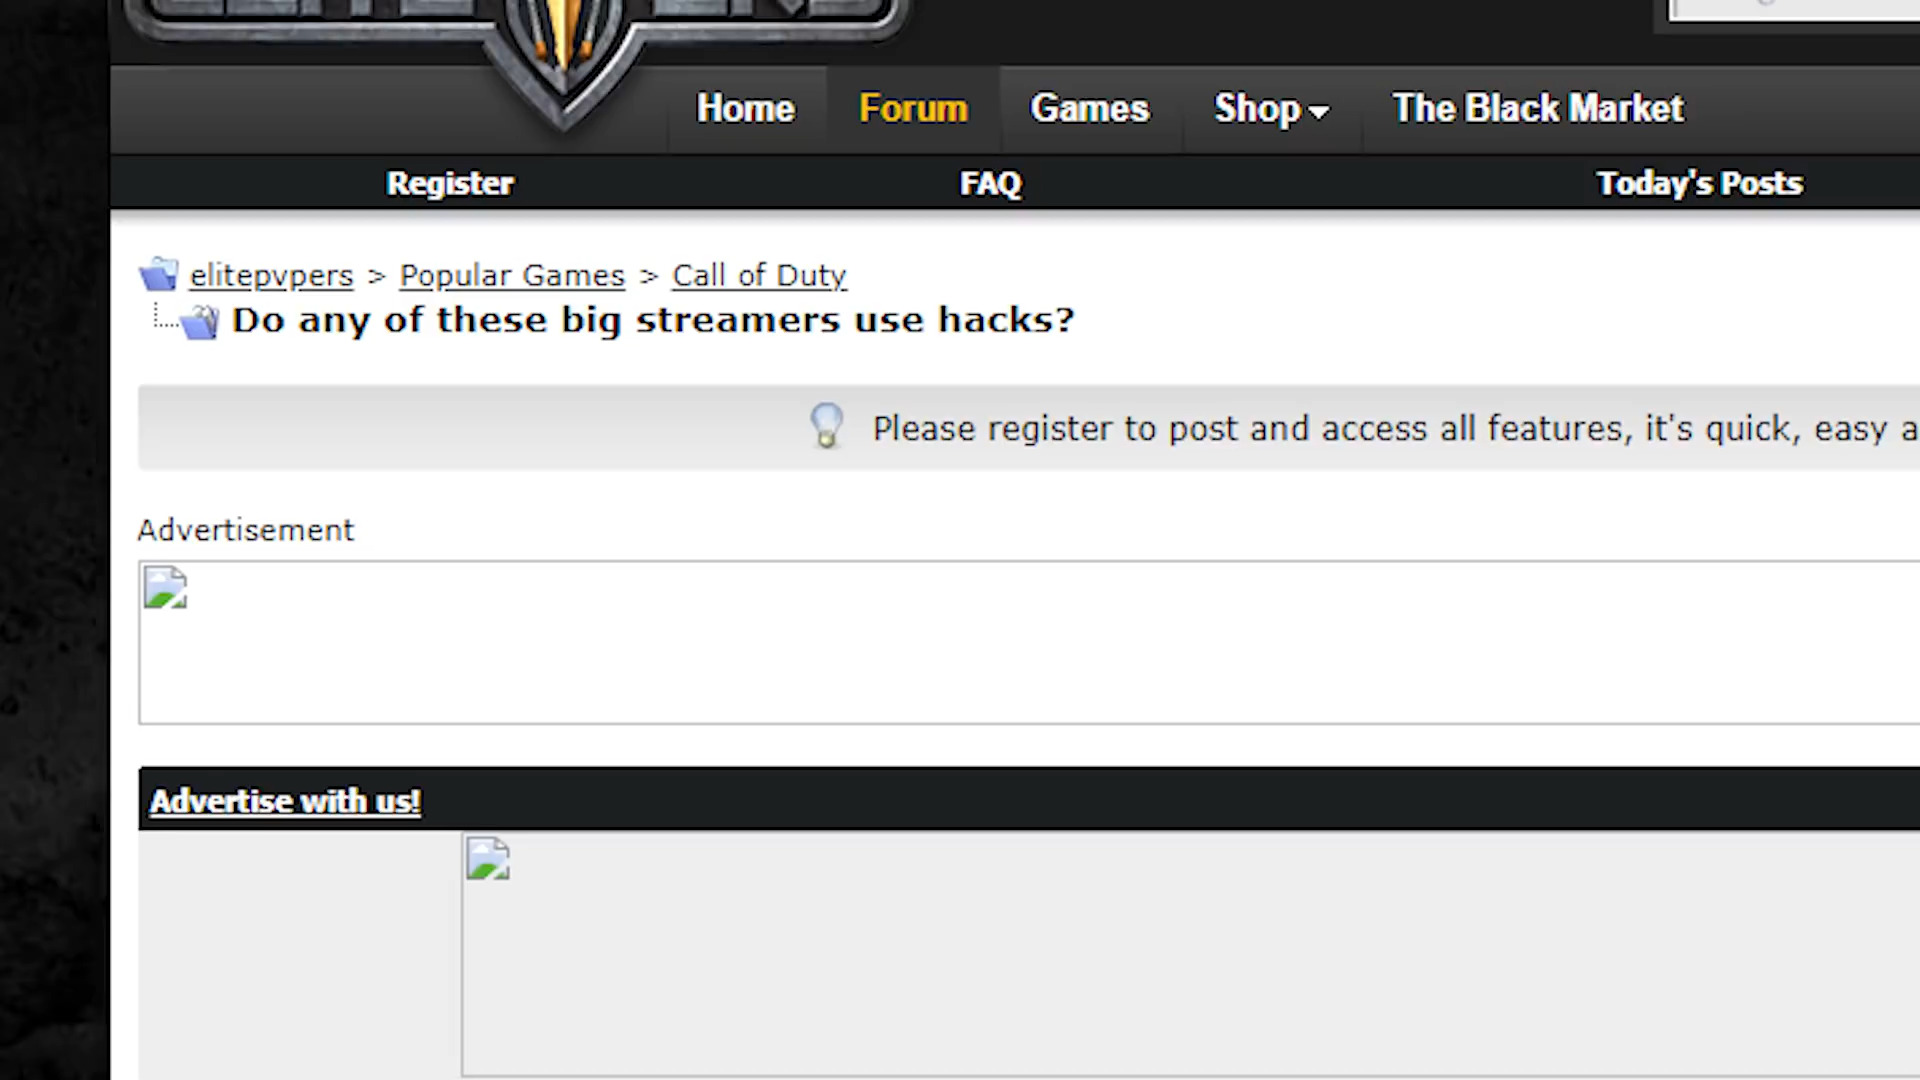 Home Forum Games Shop The Black Market
Register FAQ Today's Posts
elitepvpers > Popular Games > Call of Duty
Do any of these big streamers use hacks?
Please register to post and access all features, it's quick, easy a
Advertisement
Advertise with us!